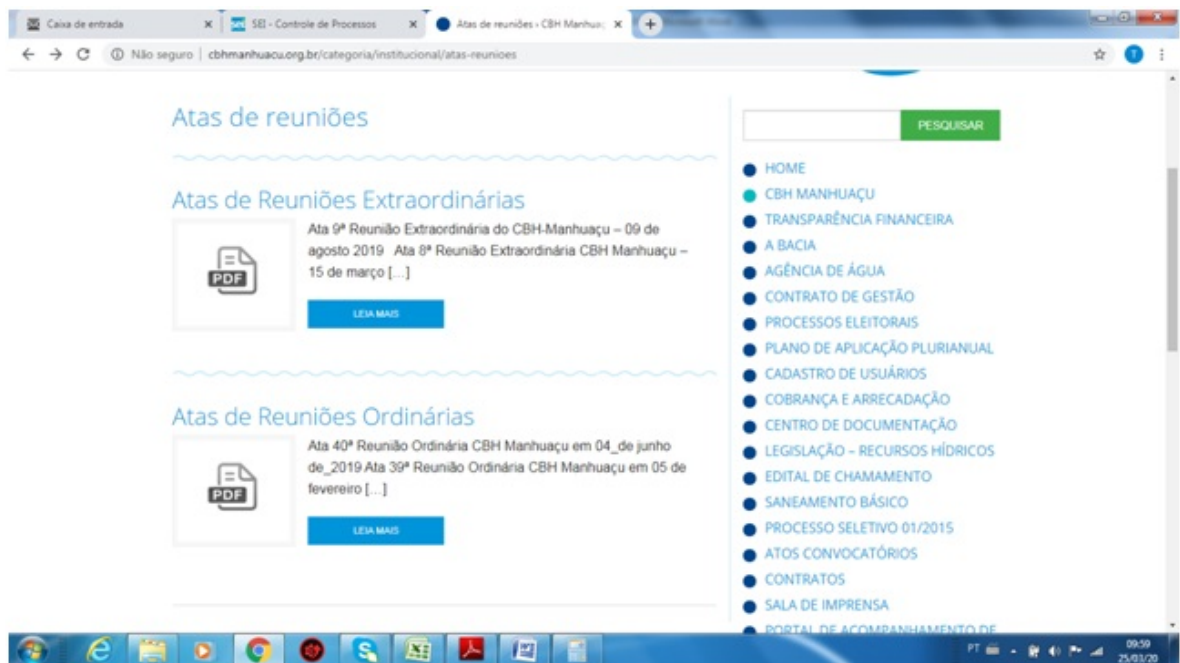 Caixa de entrada
SEI - Controle de Processos
Atas de reuniões › CBH Manhuaç
Não seguro | cbhmanhuacu.org.br/categoria/institucional/atas-reunioes
Atas de reuniões
Atas de Reuniões Extraordinárias
PDF
Ata 9ª Reunião Extraordinária do CBH-Manhuaçu – 09 de
agosto 2019 Ata 8ª Reunião Extraordinária CBH Manhuaçu –
15 de março […]
LEIA MAIS
Atas de Reuniões Ordinárias
PDF
Ata 40ª Reunião Ordinária CBH Manhuaçu em 04_de junho
de_2019 Ata 39ª Reunião Ordinária CBH Manhuaçu em 05 de
fevereiro […]
LEIA MAIS
PESQUISAR
HOME
CBH MANHUAÇU
TRANSPARÊNCIA FINANCEIRA
A BACIA
AGÊNCIA DE ÁGUA
CONTRATO DE GESTÃO
PROCESSOS ELEITORAIS
PLANO DE APLICAÇÃO PLURIANUAL
CADASTRO DE USUÁRIOS
COBRANÇA E ARRECADAÇÃO
CENTRO DE DOCUMENTAÇÃO
LEGISLAÇÃO – RECURSOS HÍDRICOS
EDITAL DE CHAMAMENTO
SANEAMENTO BÁSICO
PROCESSO SELETIVO 01/2015
ATOS CONVOCATÓRIOS
CONTRATOS
SALA DE IMPRENSA
PORTAL DE ACOMPANHAMENTO DE
PT
09:59
25/03/20